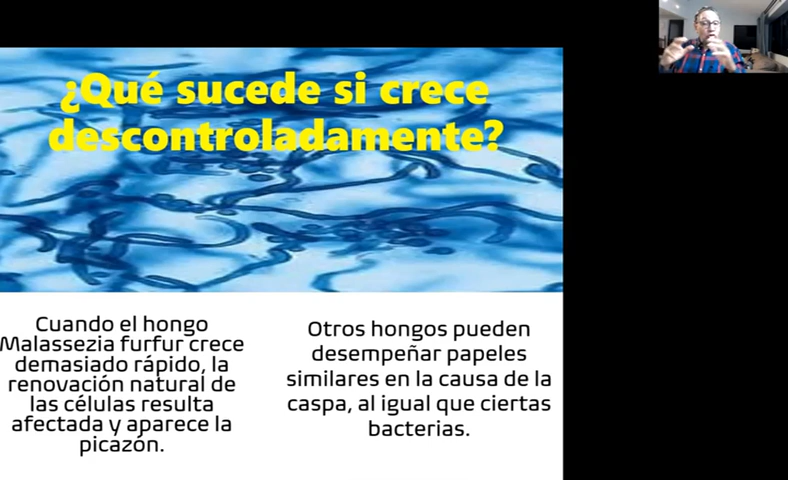 ¿Qué sucede si crece
descontroladamente?
Cuando el hongo
Malassezia furfur crece
demasiado rápido, la
renovación natural de
las células resulta
afectada y aparece la
picazón.
Otros hongos pueden
desempeñar papeles
similares en la causa de la
caspa, al igual que ciertas
bacterias.